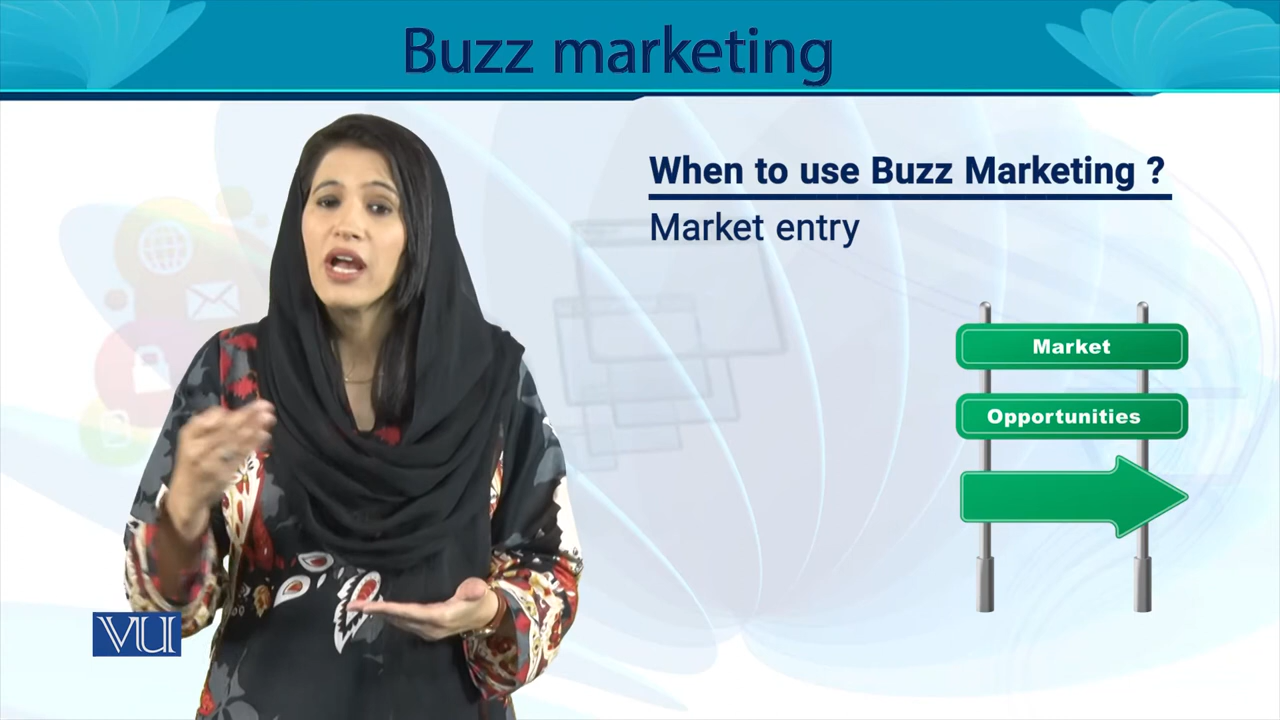 Buzz marketing
When to use Buzz Marketing ?
Market entry
Market
Opportunities
VU